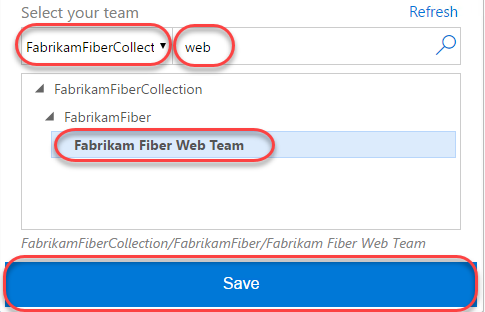 Select your team Refresh
FabrikamFiberCollect web
FabrikamFiberCollection
FabrikamFiber
Fabrikam Fiber Web Team
FabrikamFiberCollection/FabrikamFiber/Fabrikam Fiber Web Team
Save